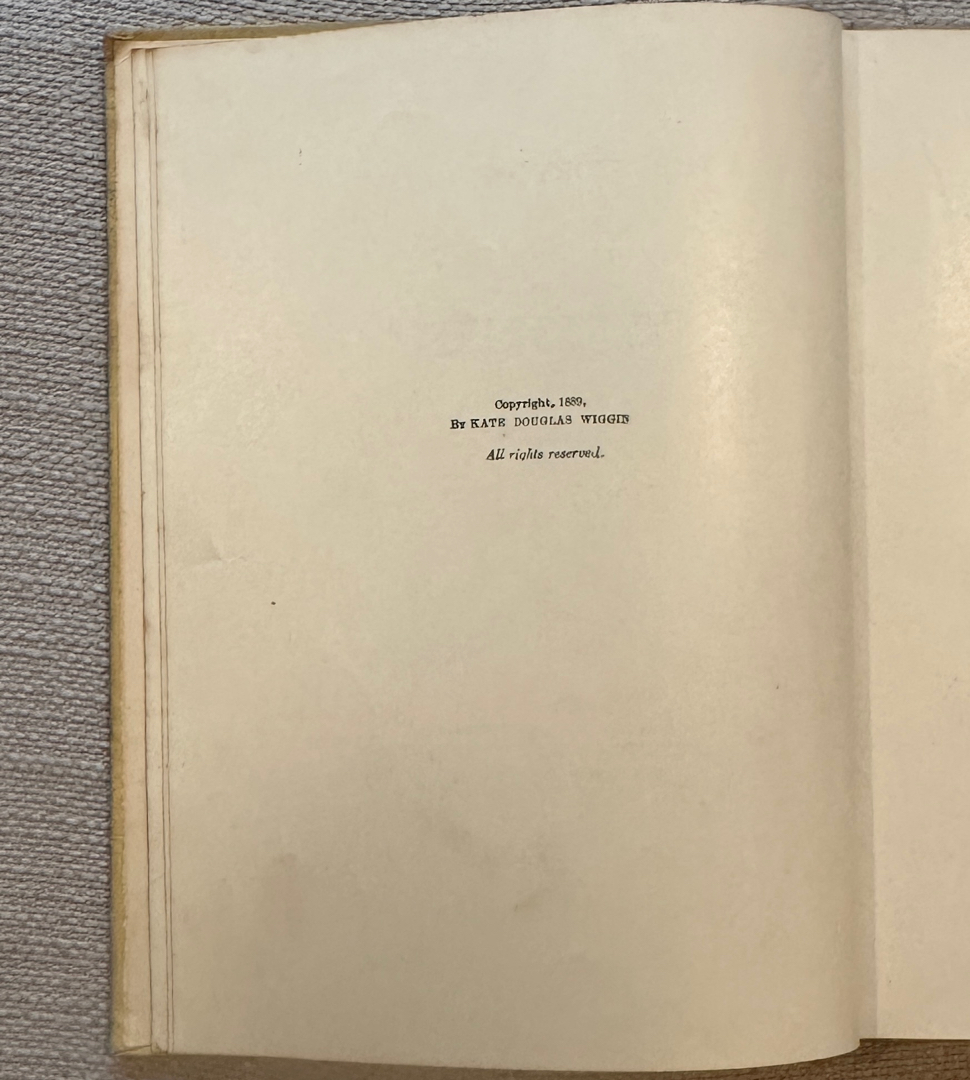 Copyright, 1889,
By KATE DOUGLAS WIGGIN
All rights reserved.